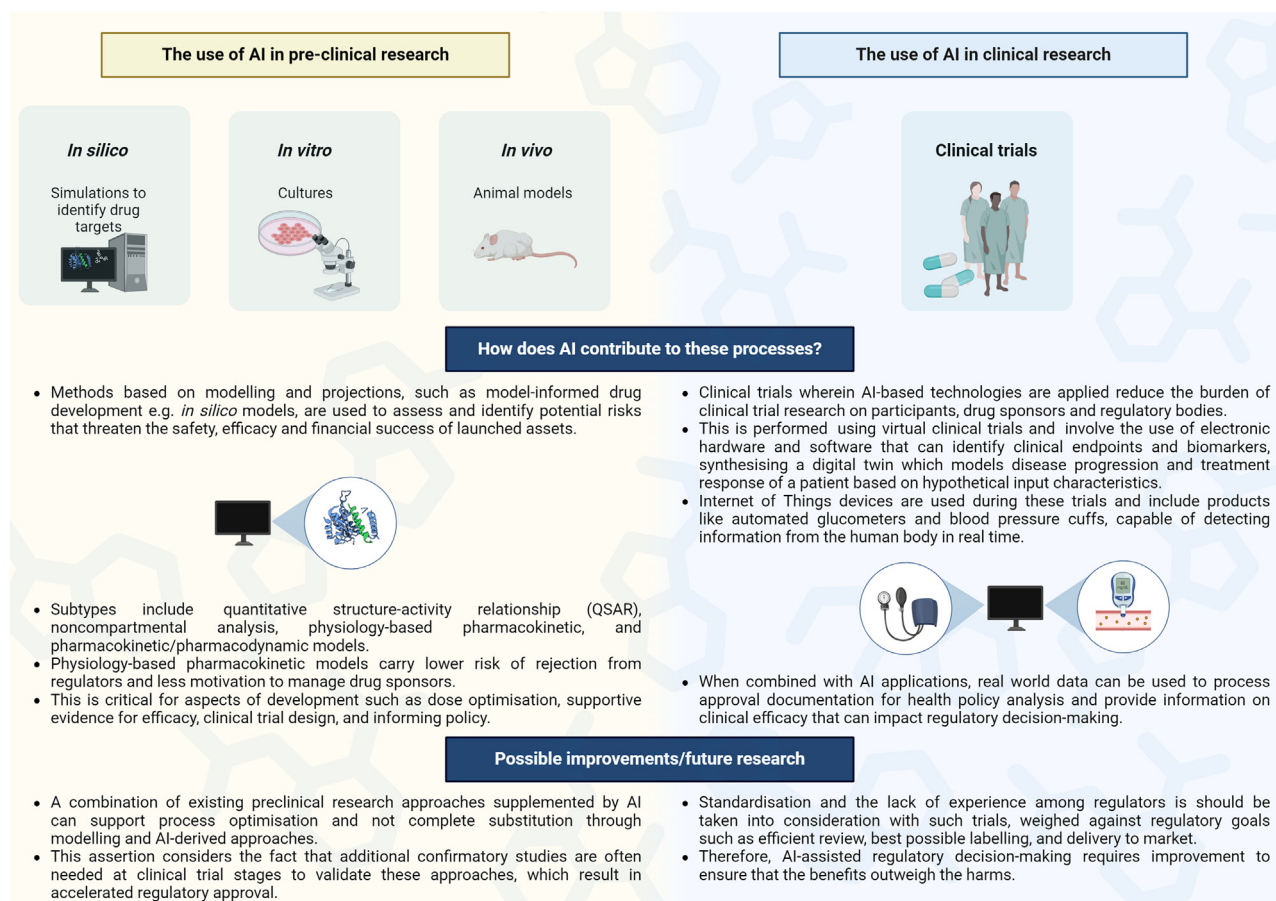 The use of AI in pre-clinical research
In silico
Simulations to
identify drug
targets
In vitro
Cultures
In vivo
Animal models
The use of AI in clinical research
Clinical trials
How does AI contribute to these processes?
• Methods based on modelling and projections, such as model-informed drug
development e.g. in silico models, are used to assess and identify potential risks
that threaten the safety, efficacy and financial success of launched assets.
• Subtypes include quantitative structure-activity relationship (QSAR),
noncompartmental analysis, physiology-based pharmacokinetic, and
pharmacokinetic/pharmacodynamic models.
• Physiology-based pharmacokinetic models carry lower risk of rejection from
regulators and less motivation to manage drug sponsors.
• This is critical for aspects of development such as dose optimisation, supportive
evidence for efficacy, clinical trial design, and informing policy.
• Clinical trials wherein AI-based technologies are applied reduce the burden of
clinical trial research on participants, drug sponsors and regulatory bodies.
• This is performed using virtual clinical trials and involve the use of electronic
hardware and software that can identify clinical endpoints and biomarkers,
synthesising a digital twin which models disease progression and treatment
response of a patient based on hypothetical input characteristics.
• Internet of Things devices are used during these trials and include products
like automated glucometers and blood pressure cuffs, capable of detecting
information from the human body in real time.
• When combined with AI applications, real world data can be used to process
approval documentation for health policy analysis and provide information on
clinical efficacy that can impact regulatory decision-making.
Possible improvements/future research
• A combination of existing preclinical research approaches supplemented by AI
can support process optimisation and not complete substitution through
modelling and AI-derived approaches.
• This assertion considers the fact that additional confirmatory studies are often
needed at clinical trial stages to validate these approaches, which result in
accelerated regulatory approval.
• Standardisation and the lack of experience among regulators is should be
taken into consideration with such trials, weighed against regulatory goals
such as efficient review, best possible labelling, and delivery to market.
• Therefore, AI-assisted regulatory decision-making requires improvement to
ensure that the benefits outweigh the harms.